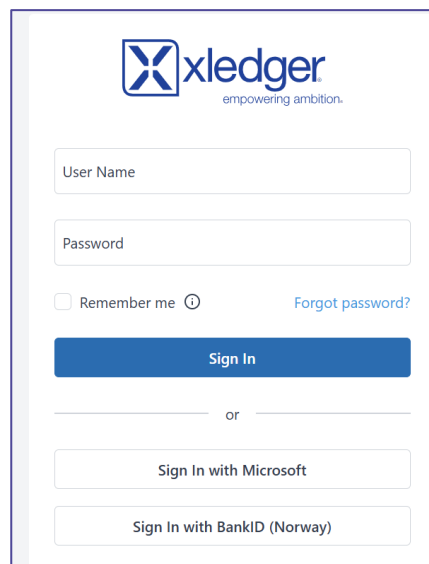 xledger
empowering ambition.
User Name
Password
Remember me Forgot password?
Sign In
or
Sign In with Microsoft
Sign In with BankID (Norway)